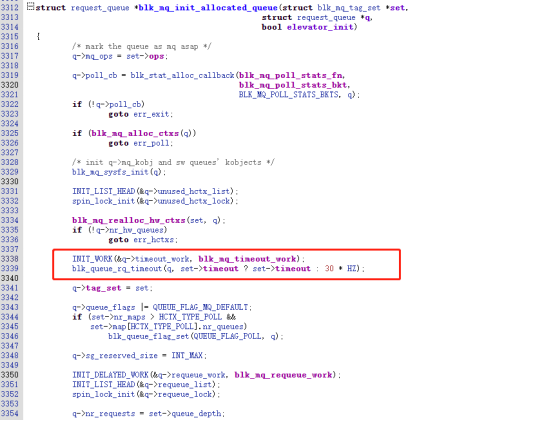 3312 struct request_queue *blk_mq_init_allocated_queue(struct blk_mq_tag_set *set,
3313 struct request_queue *q,
3314 bool elevator_init)
3315 {
3316 /* mark the queue as mq asap */
3317 q->mq_ops = set->ops;
3318
3319 q->poll_cb = blk_stat_alloc_callback(blk_mq_poll_stats_fn,
3320 blk_mq_poll_stats_bkt,
3321 BLK_MQ_POLL_STATS_BKTS, q);
3322 if (!q->poll_cb)
3323 goto err_exit;
3324
3325 if (blk_mq_alloc_ctxs(q))
3326 goto err_poll;
3327
3328 /* init q->mq_kobj and sw queues' kobjects */
3329 blk_mq_sysfs_init(q);
3330
3331 INIT_LIST_HEAD(&q->unused_hctx_list);
3332 spin_lock_init(&q->unused_hctx_lock);
3333
3334 blk_mq_realloc_hw_ctxs(set, q);
3335 if (!q->nr_hw_queues)
3336 goto err_hctxs;
3337
3338 INIT_WORK(&q->timeout_work, blk_mq_timeout_work);
3339 blk_queue_rq_timeout(q, set->timeout ? set->timeout : 30 * HZ);
3340
3341 q->tag_set = set;
3342
3343 q->queue_flags |= QUEUE_FLAG_MQ_DEFAULT;
3344 if (set->nr_maps > HCTX_TYPE_POLL &&
3345 set->map[HCTX_TYPE_POLL].nr_queues)
3346 blk_queue_flag_set(QUEUE_FLAG_POLL, q);
3347
3348 q->sg_reserved_size = INT_MAX;
3349
3350 INIT_DELAYED_WORK(&q->requeue_work, blk_mq_requeue_work);
3351 INIT_LIST_HEAD(&q->requeue_list);
3352 spin_lock_init(&q->requeue_lock);
3353
3354 q->nr_requests = set->queue_depth;